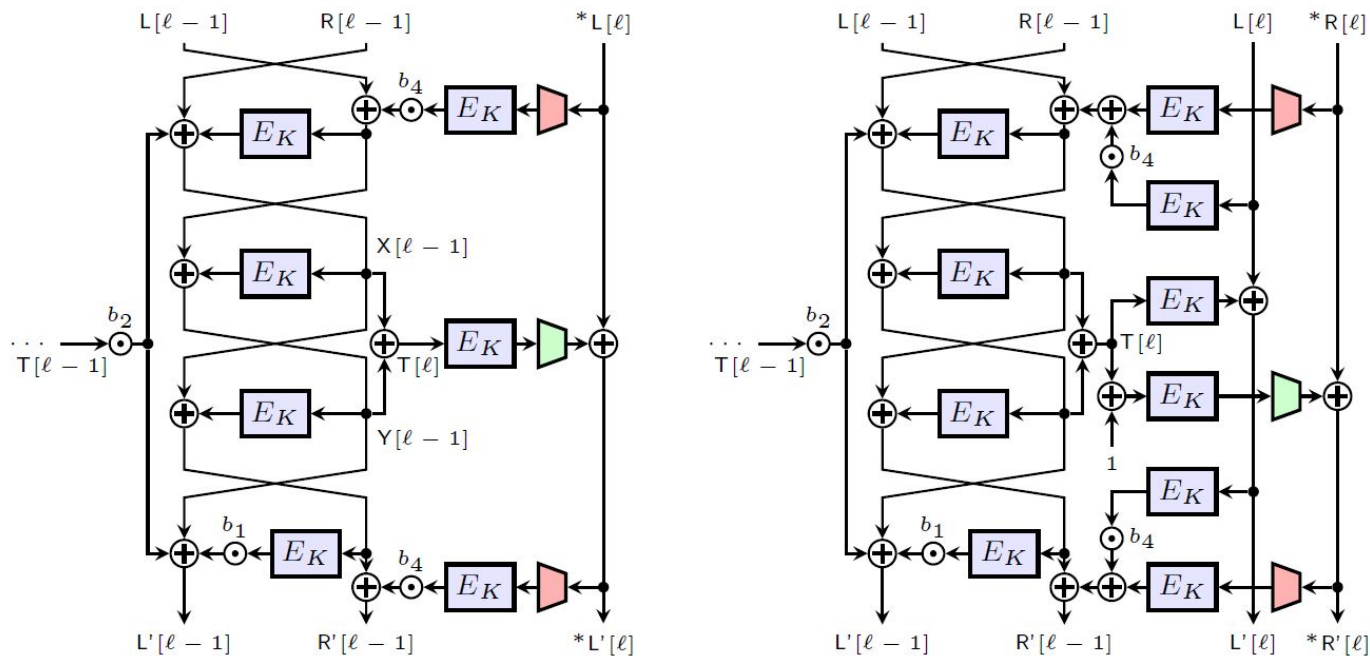 L[ℓ − 1] R[ℓ − 1] *L[ℓ] L[ℓ − 1] R[ℓ − 1] L[ℓ] *R[ℓ]
b4
E_K E_K
E_K E_K
b4
E_K
X[ℓ − 1]
E_K E_K
E_K
b2 b2
· · · · · ·
E_K
T[ℓ − 1] T[ℓ] T[ℓ − 1] T[ℓ]
E_K E_K E_K
Y[ℓ − 1]
1
E_K
b1 b4 b1 b4
E_K E_K
E_K E_K
L'[ℓ − 1] R'[ℓ − 1] *L'[ℓ] L'[ℓ − 1] R'[ℓ − 1] L'[ℓ] *R'[ℓ]